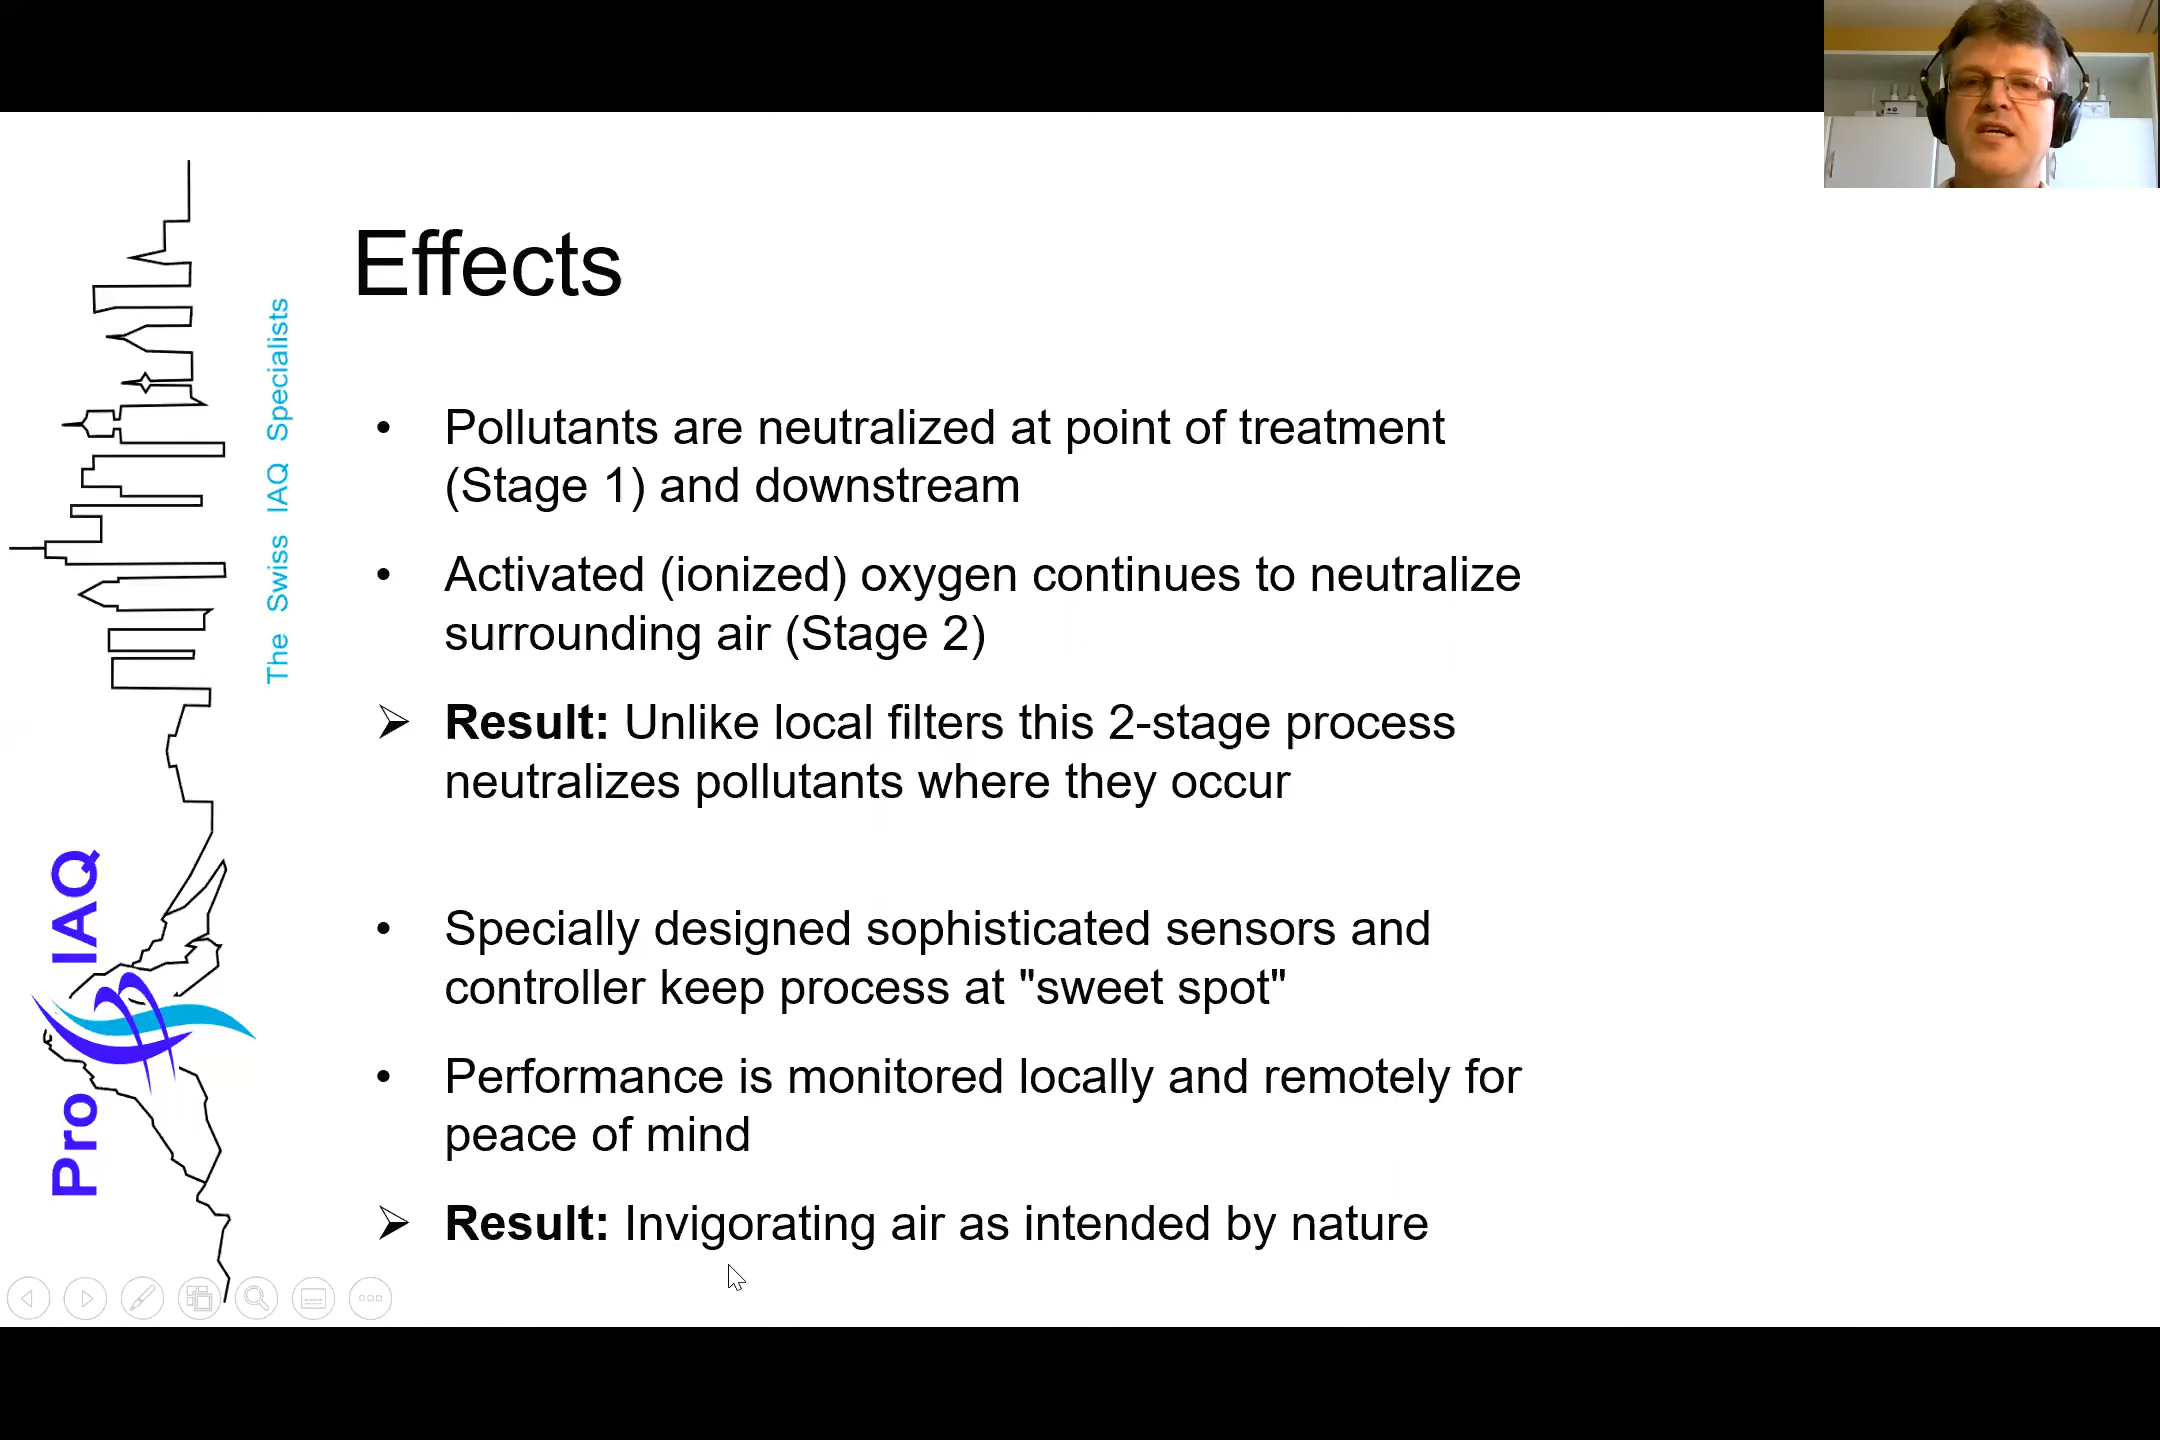 Effects
The Swiss IAQ Specialists
Pro IAQ
• Pollutants are neutralized at point of treatment
(Stage 1) and downstream
• Activated (ionized) oxygen continues to neutralize
surrounding air (Stage 2)
➢ Result: Unlike local filters this 2-stage process
neutralizes pollutants where they occur
• Specially designed sophisticated sensors and
controller keep process at "sweet spot"
• Performance is monitored locally and remotely for
peace of mind
➢ Result: Invigorating air as intended by nature